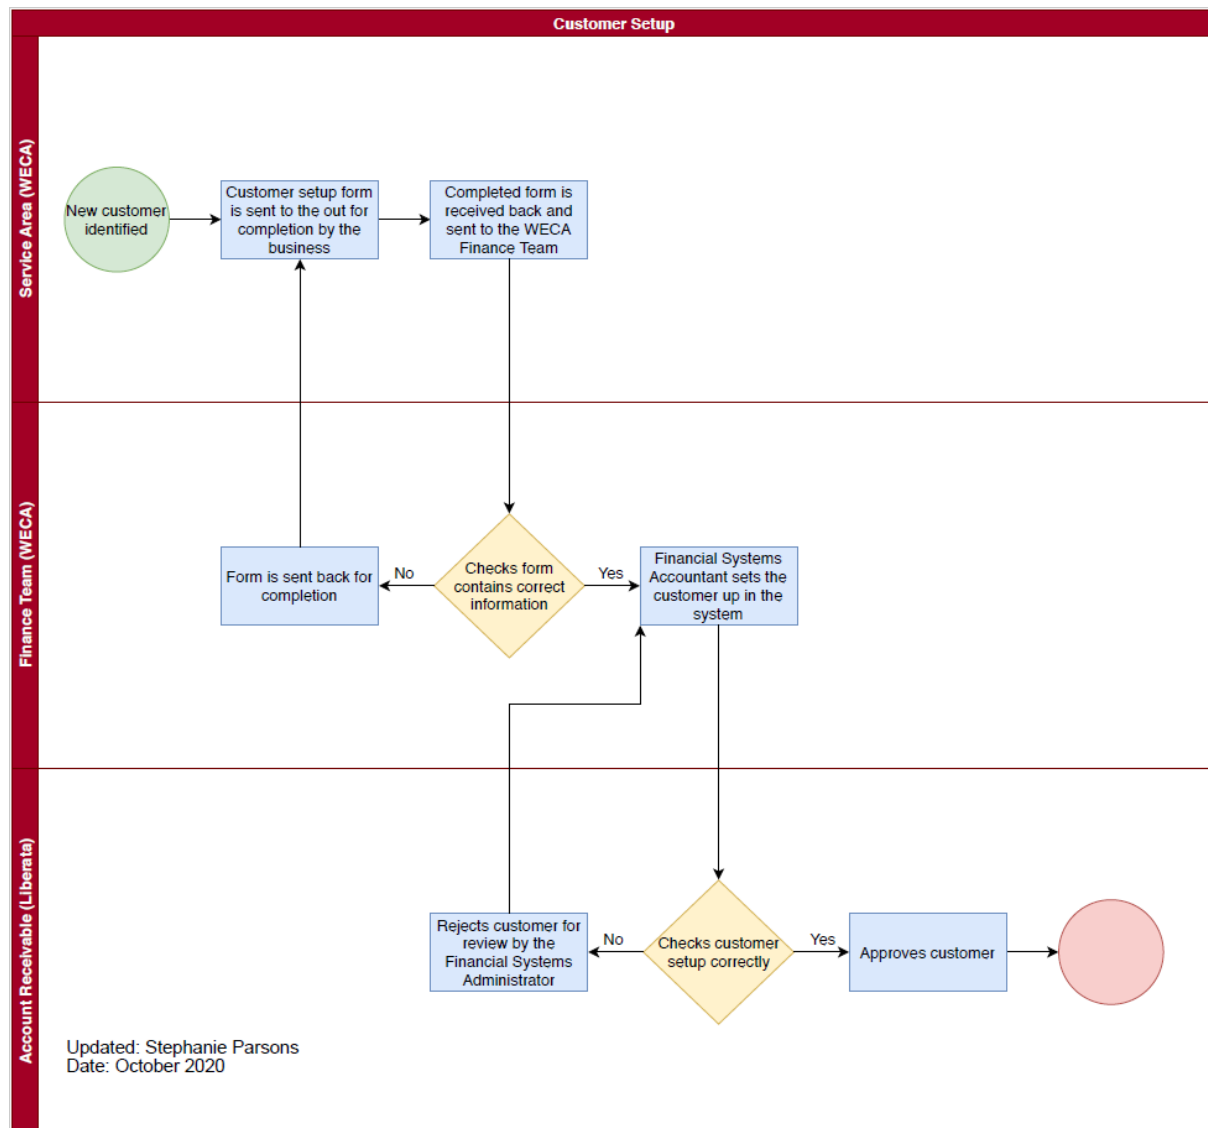 Customer Setup
Service Area (WECA)
New customer
identified
Customer setup form
is sent to the out for
completion by the
business
Completed form is
received back and
sent to the WECA
Finance Team
Finance Team (WECA)
Form is sent back for
completion
No
Checks form
contains correct
information
Yes
Financial Systems
Accountant sets the
customer up in the
system
Account Receivable (Liberata)
Rejects customer for
review by the
Financial Systems
Administrator
No
Checks customer
setup correctly
Yes
Approves customer
Updated: Stephanie Parsons
Date: October 2020